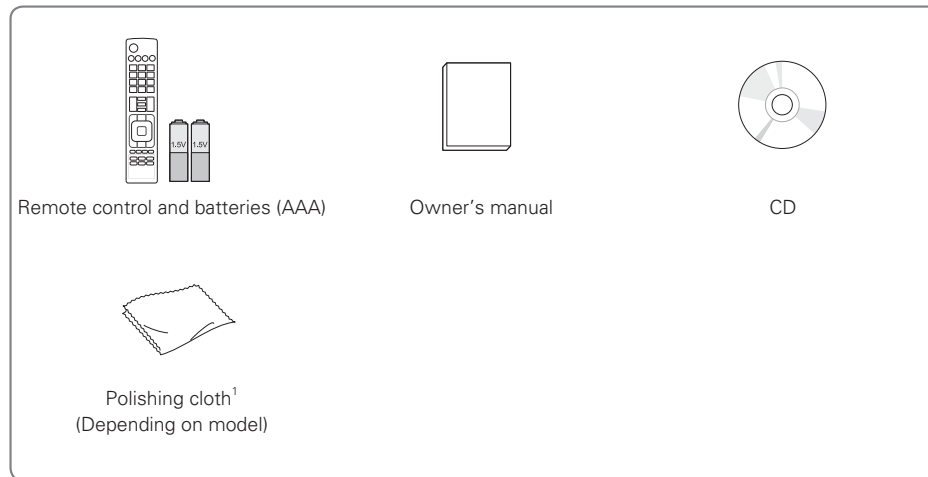 1.5V 1.5V
Remote control and batteries (AAA)
Owner's manual
CD
Polishing cloth1
(Depending on model)